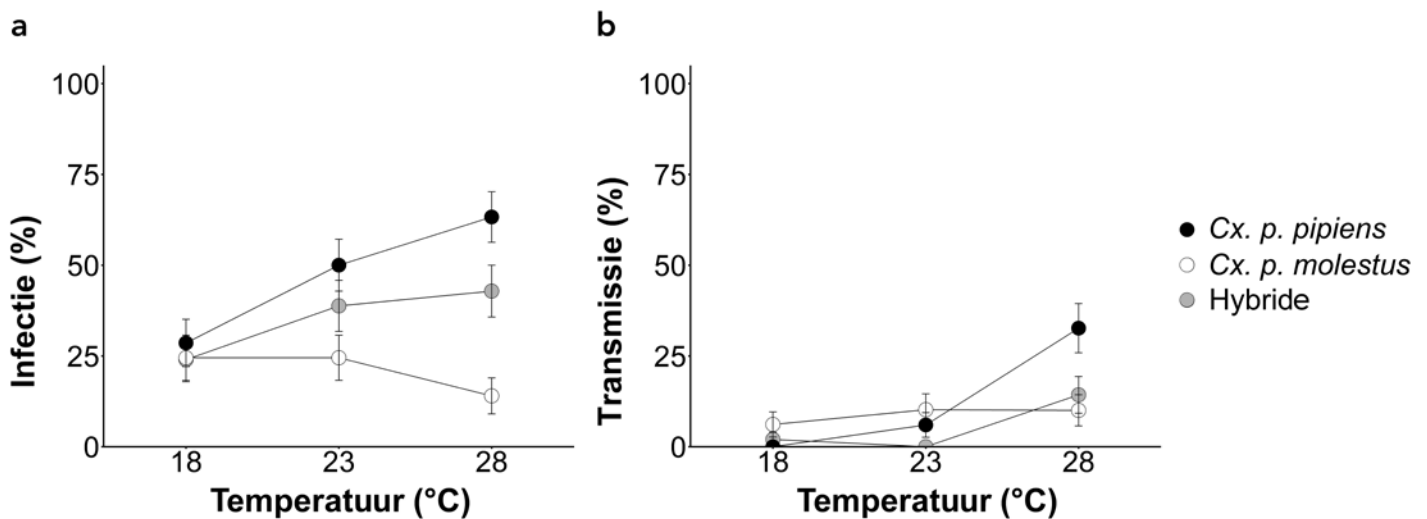 a
100
75
50
25
0
Infectie (%)
18 23 28
Temperatuur (°C)
b
100
75
50
25
0
Transmissie (%)
18 23 28
Temperatuur (°C)
Cx. p. pipiens
Cx. p. molestus
Hybride